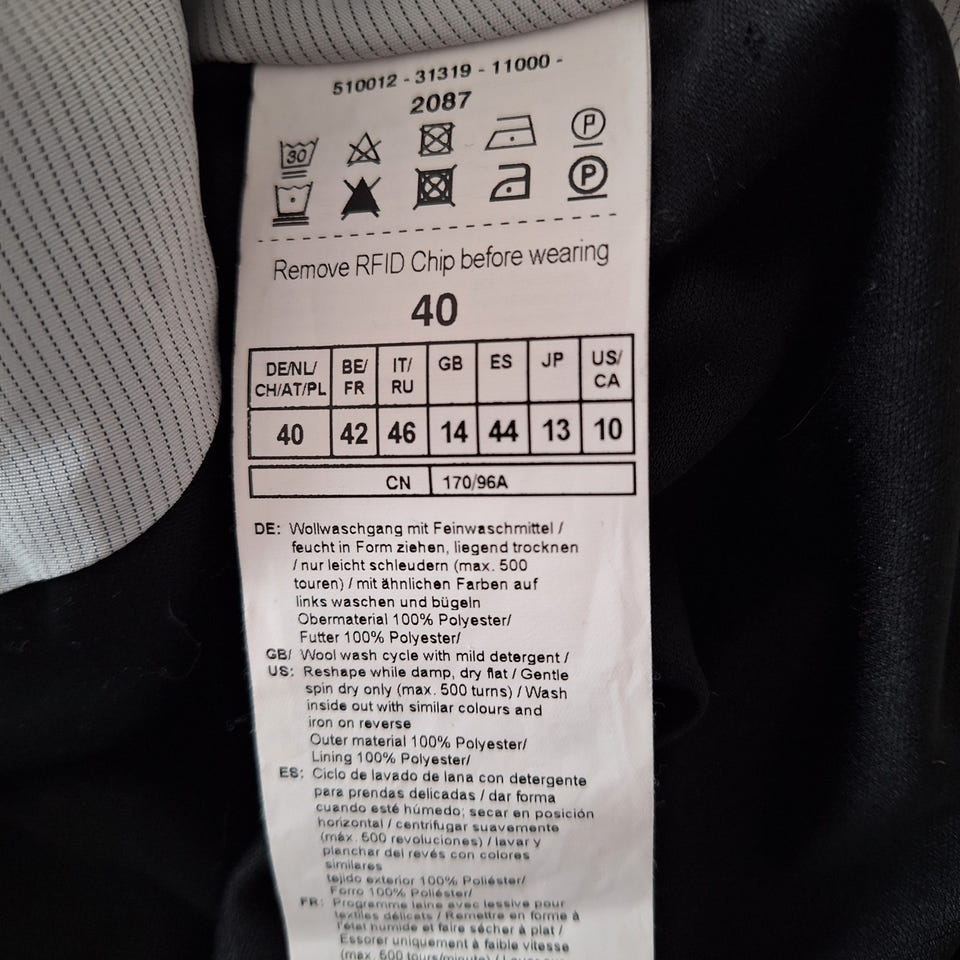 510012 - 31319 - 11000 -
2087
30
P
P
Remove RFID Chip before wearing
40
DE/NL/ CH/AT/PL BE/ FR IT/ RU GB ES JP US/ CA
40 42 46 14 44 13 10
CN 170/96A
DE: Wollwaschgang mit Feinwaschmittel /
feucht in Form ziehen, liegend trocknen
/ nur leicht schleudern (max. 500
touren) / mit ähnlichen Farben auf
links waschen und bügeln
Obermaterial 100% Polyester/
Futter 100% Polyester/
GB/ Wool wash cycle with mild detergent /
US: Reshape while damp, dry flat / Gentle
spin dry only (max. 500 turns) / Wash
inside out with similar colours and
iron on reverse
Outer material 100% Polyester/
Lining 100% Polyester/
ES: Ciclo de lavado de lana con detergente
para prendas delicadas / dar forma
cuando esté húmedo; secar en posición
horizontal / centrifugar suavemente
(máx. 500 revoluciones) / lavar y
planchar del revés con colores
similares
tejido exterior 100% Poliéster/
Forro 100% Poliéster/
FR: Programme laine avec lessive pour
textiles délicats / Remettre en forme à
l'état humide et faire sécher à plat /
Essorer uniquement à faible vitesse
(max. 500 tours/minute) / Laver sur